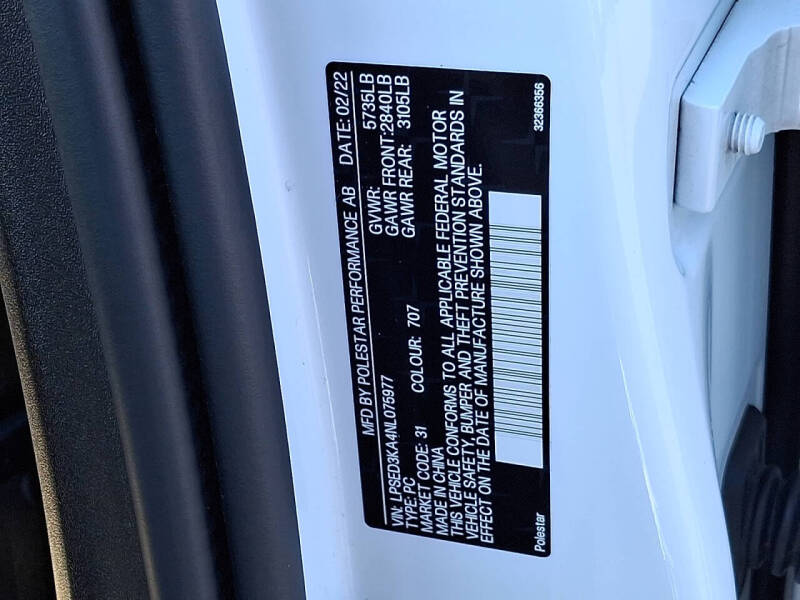 MFD BY POLESTAR PERFORMANCE AB DATE: 02/22
GVWR: 5735LB
GAWR FRONT: 2840LB
GAWR REAR: 3105LB
VIN: LPSED3KA4NL075977
TYPE: PC
MARKET CODE: 31 COLOUR: 707
MADE IN CHINA
THIS VEHICLE CONFORMS TO ALL APPLICABLE FEDERAL MOTOR
VEHICLE SAFETY, BUMPER AND THEFT PREVENTION STANDARDS IN
EFFECT ON THE DATE OF MANUFACTURE SHOWN ABOVE.
Polestar 32366356